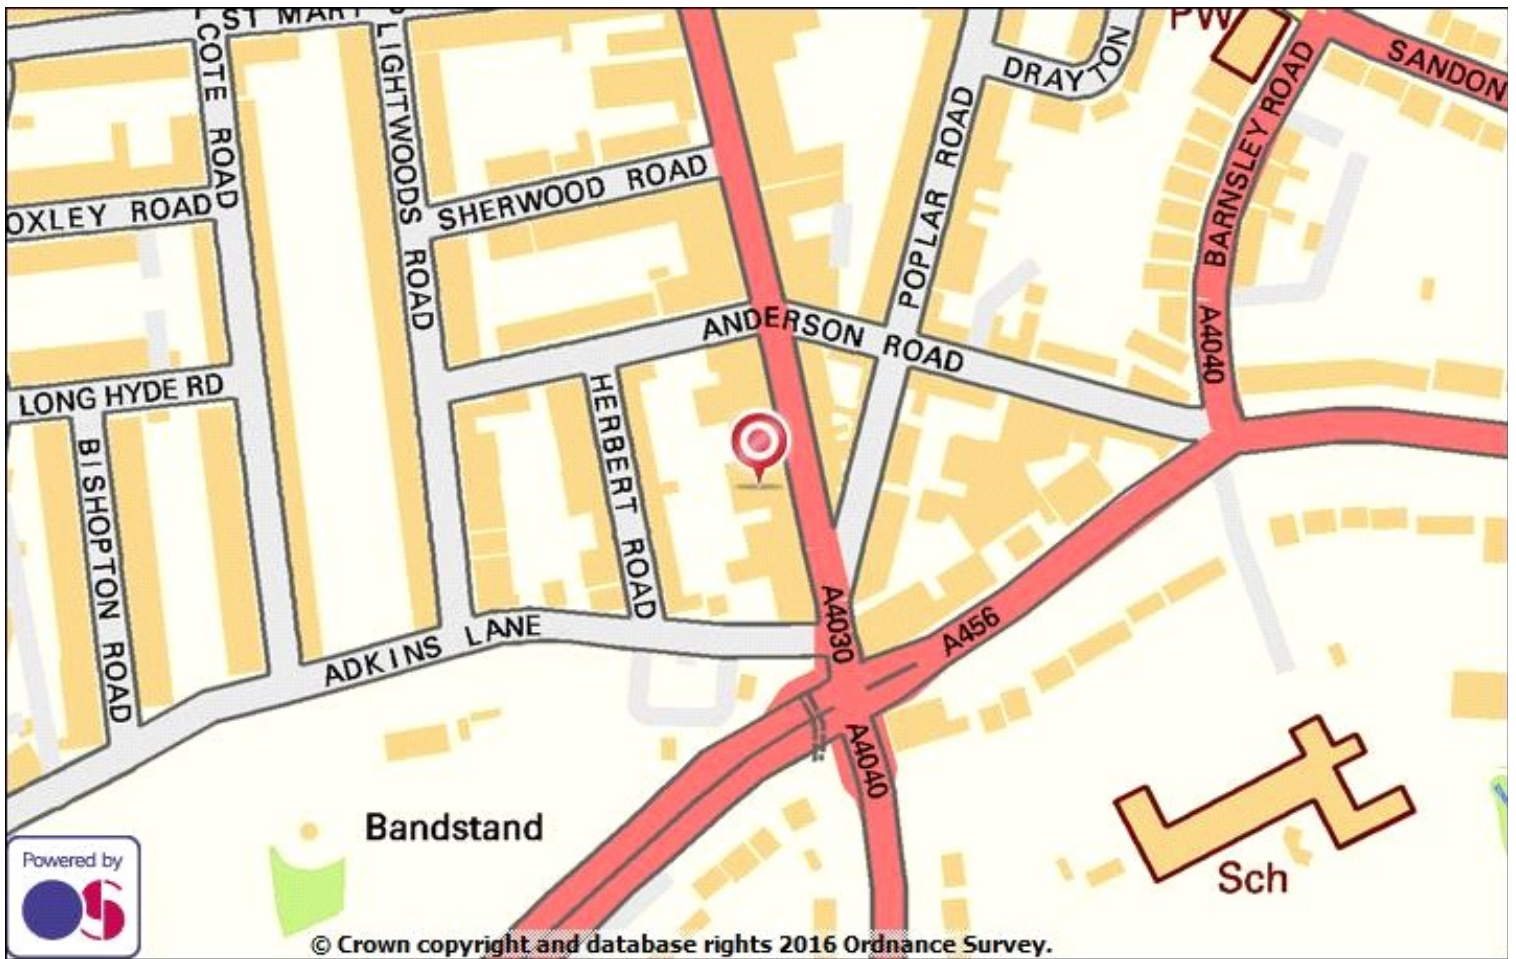 ST MARY S
PW
COTE ROAD
LIGHTWOODS ROAD
DRAYTON
SANDON
BARNSLEY ROAD
POPLAR ROAD
SHERWOOD ROAD
OXLEY ROAD
ANDERSON ROAD
A4040
LONG HYDE RD
HERBERT ROAD
BISHOPTON ROAD
A4030
A456
ADKINS LANE
A4040
Bandstand
Sch
Powered by
OS
© Crown copyright and database rights 2016 Ordnance Survey.